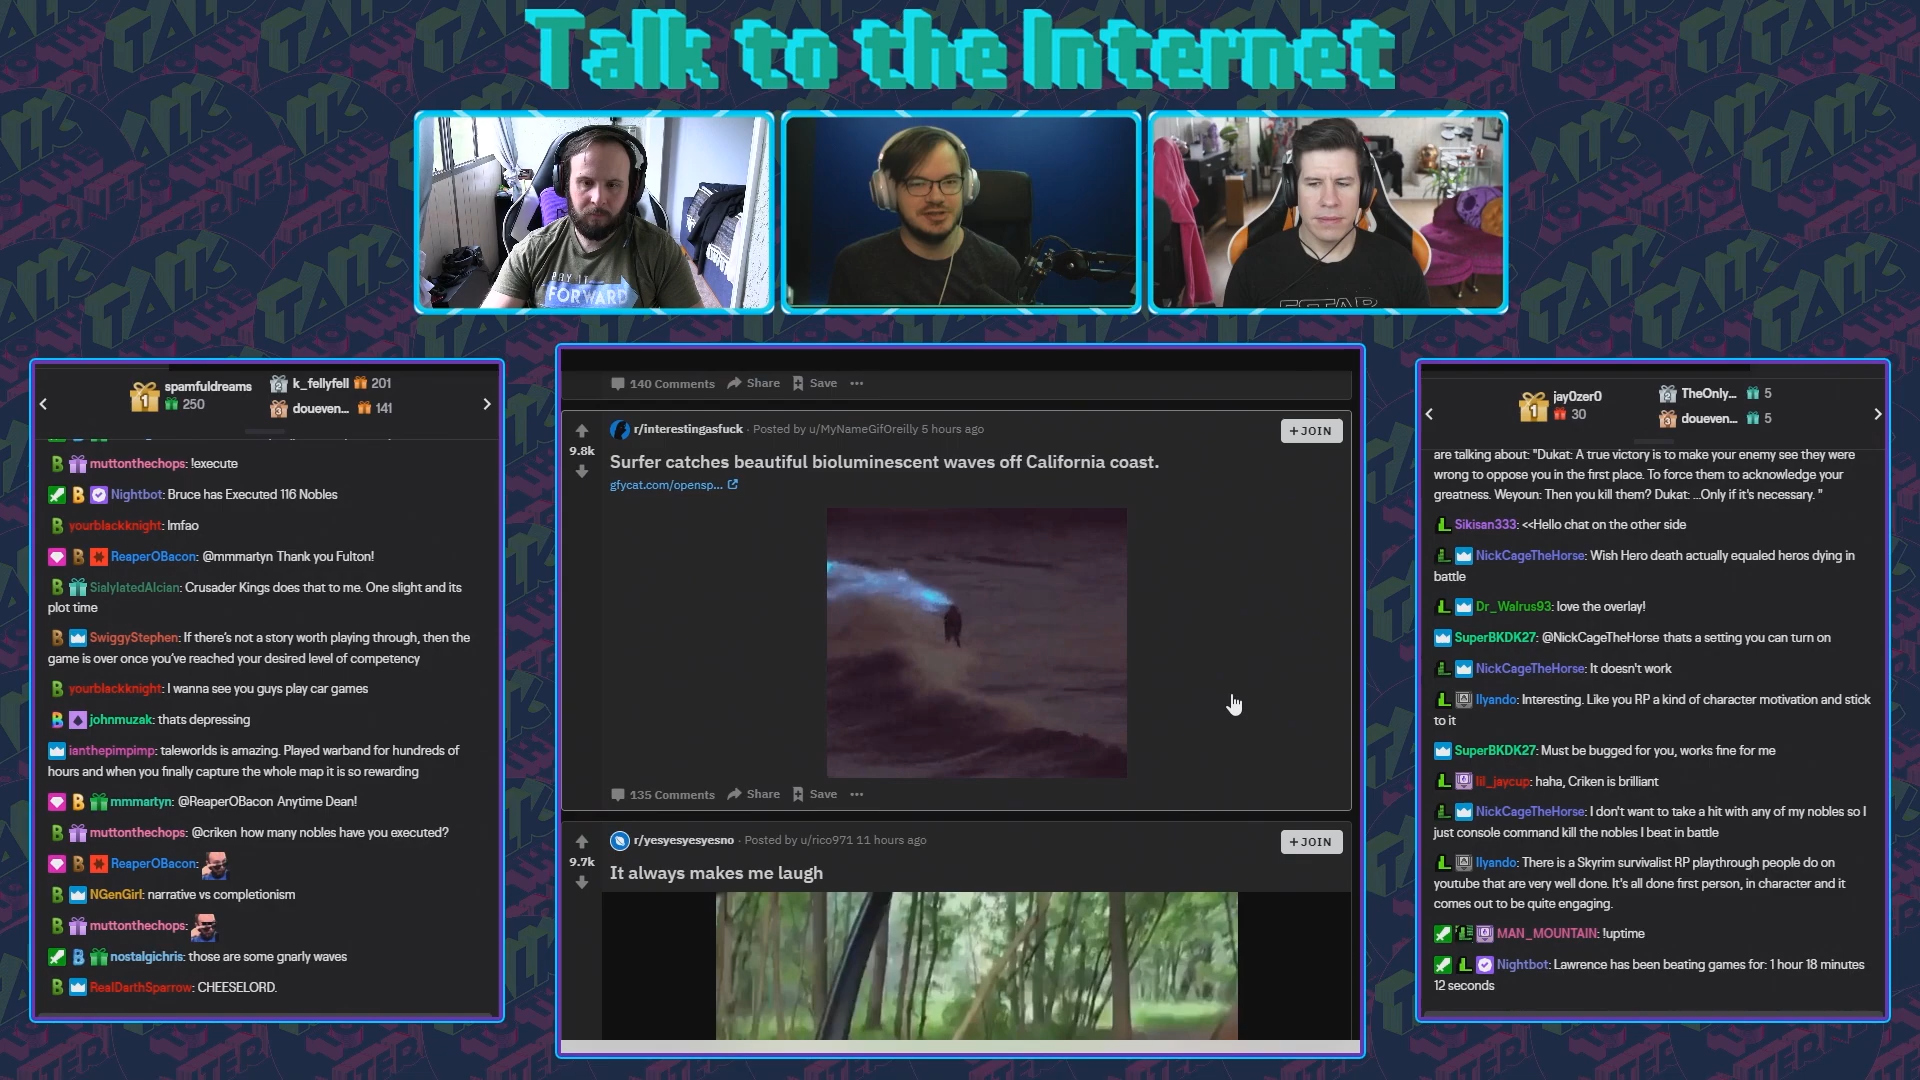 Talk to the Internet
PAY IT
FORWARD
spamfuldreams
250
k_fellyfell 201
doueven... 141
muttonthechops: !execute
Nightbot: Bruce has Executed 116 Nobles
yourblackknight: lmfao
ReaperOBacon: @mmmartyn Thank you Fulton!
SialylatedAlcian: Crusader Kings does that to me. One slight and its
plot time
SwiggyStephen: If there's not a story worth playing through, then the
game is over once you've reached your desired level of competency
yourblackknight: I wanna see you guys play car games
johnmuzak: thats depressing
ianthepimpimp: taleworlds is amazing. Played warband for hundreds of
hours and when you finally capture the whole map it is so rewarding
mmmartyn: @ReaperOBacon Anytime Dean!
muttonthechops: @criken how many nobles have you executed?
ReaperOBacon:
NGenGirl: narrative vs completionism
muttonthechops:
nostalgichris: those are some gnarly waves
RealDarthSparrow: CHEESELORD.
140 Comments Share Save
r/interestingasfuck · Posted by u/MyNameGifOreilly 5 hours ago
+ JOIN
9.8k
Surfer catches beautiful bioluminescent waves off California coast.
gfycat.com/opensp...
135 Comments Share Save
r/yesyesyesyesno · Posted by u/rico971 11 hours ago
+ JOIN
9.7k
It always makes me laugh
jay0zer0
30
TheOnly... 5
doueven... 5
are talking about: "Dukat: A true victory is to make your enemy see they were
wrong to oppose you in the first place. To force them to acknowledge your
greatness. Weyoun: Then you kill them? Dukat: ...Only if it's necessary. "
Sikisan333: <<Hello chat on the other side
NickCageTheHorse: Wish Hero death actually equaled heros dying in
battle
Dr_Walrus93: love the overlay!
SuperBKDK27: @NickCageTheHorse thats a setting you can turn on
NickCageTheHorse: It doesn't work
Ilyando: Interesting. Like you RP a kind of character motivation and stick
to it
SuperBKDK27: Must be bugged for you, works fine for me
lil_jaycup: haha, Criken is brilliant
NickCageTheHorse: I don't want to take a hit with any of my nobles so I
just console command kill the nobles I beat in battle
Ilyando: There is a Skyrim survivalist RP playthrough people do on
youtube that are very well done. It's all done first person, in character and it
comes out to be quite engaging.
MAN_MOUNTAIN: !uptime
Nightbot: Lawrence has been beating games for: 1 hour 18 minutes
12 seconds